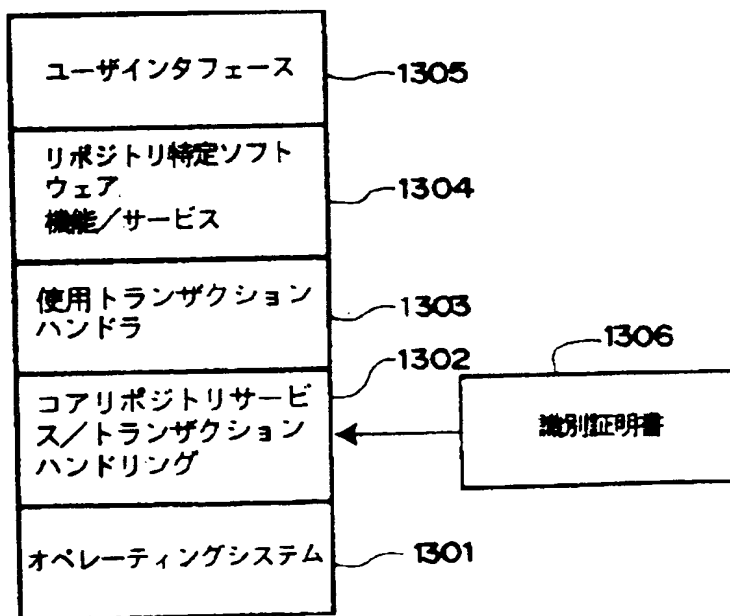 ユーザインタフェース
1305
リポジトリ特定ソフト
ウェア
機能／サービス
1304
使用トランザクション
ハンドラ
1303
1302
コアリポジトリサービ
ス／トランザクション
ハンドリング
1306
識別証明書
オペレーティングシステム
1301